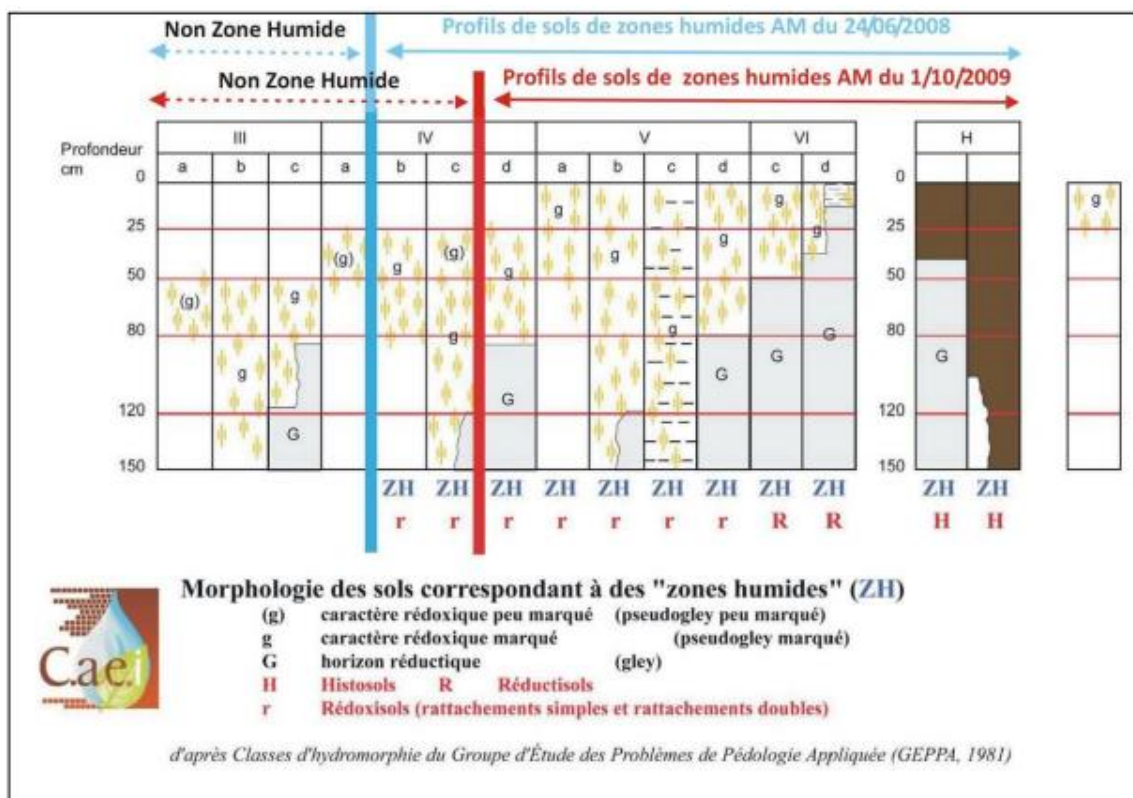 Non Zone Humide Profils de sols de zones humides AM du 24/06/2008
Non Zone Humide Profils de sols de zones humides AM du 1/10/2009
III IV V VI H
Profondeur
cm
a b c a b c d a b c d c d
0 0
25 25
50 50
80 80
120 120
150 150
g g g
(g) g (g) g g g g
(g) g
g g
g G G G G G
G
ZH ZH ZH ZH ZH ZH ZH ZH ZH ZH ZH
r r r r r r r R R H H
Morphologie des sols correspondant à des "zones humides" (ZH)
(g) caractère rédoxique peu marqué (pseudogley peu marqué)
g caractère rédoxique marqué (pseudogley marqué)
G horizon réductique (gley)
H Histosols R Réductisols
r Rédoxisols (rattachements simples et rattachements doubles)
C.ae.i
d'après Classes d'hydromorphie du Groupe d'Étude des Problèmes de Pédologie Appliquée (GEPPA, 1981)